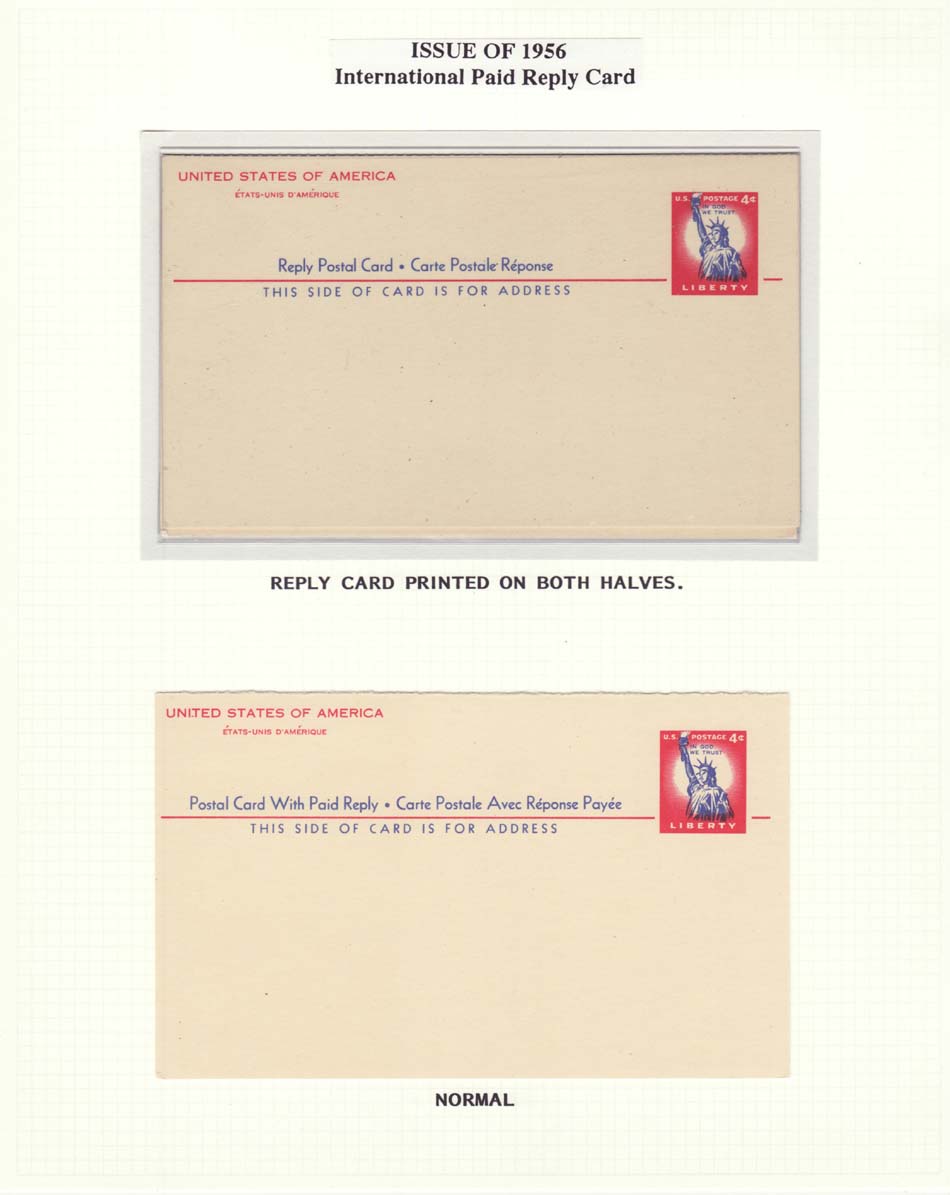 ISSUE OF 1956
International Paid Reply Card
UNITED STATES OF AMERICA
ÉTATS-UNIS D'AMÉRIQUE
U.S. POSTAGE 4¢
IN GOD
WE TRUST
Reply Postal Card • Carte Postale Réponse
LIBERTY
THIS SIDE OF CARD IS FOR ADDRESS
REPLY CARD PRINTED ON BOTH HALVES.
UNITED STATES OF AMERICA
ÉTATS-UNIS D'AMÉRIQUE
U.S. POSTAGE 4¢
IN GOD
WE TRUST
Postal Card With Paid Reply • Carte Postale Avec Réponse Payée
LIBERTY
THIS SIDE OF CARD IS FOR ADDRESS
NORMAL